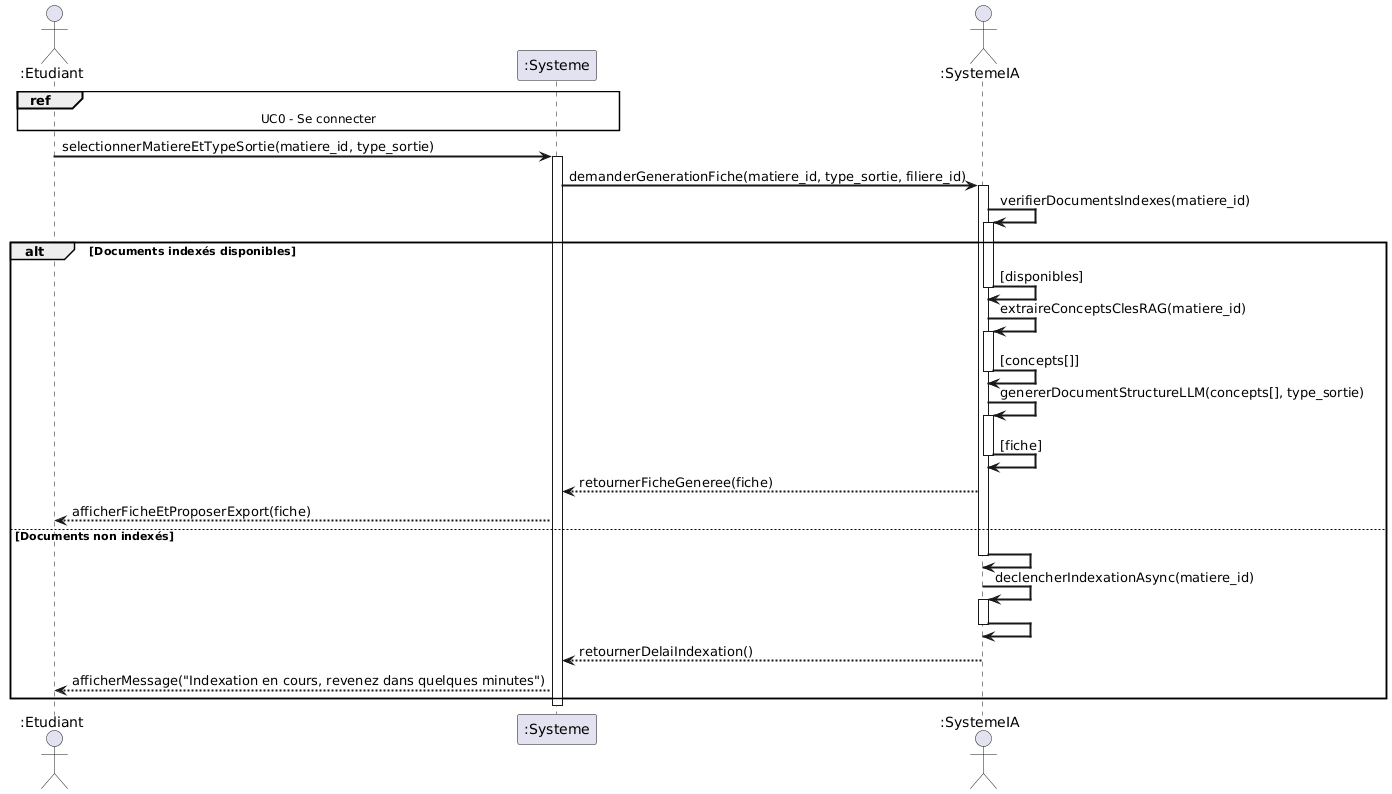 :Etudiant
:Systeme
:SystemeIA
ref
UC0 - Se connecter
selectionnerMatiereEtTypeSortie(matiere_id, type_sortie)
demanderGenerationFiche(matiere_id, type_sortie, filiere_id)
verifierDocumentsIndexes(matiere_id)
alt
[Documents indexés disponibles]
[disponibles]
extraireConceptsClesRAG(matiere_id)
[concepts[]]
genererDocumentStructureLLM(concepts[], type_sortie)
[fiche]
retournerFicheGeneree(fiche)
afficherFicheEtProposerExport(fiche)
[Documents non indexés]
declencherIndexationAsync(matiere_id)
retournerDelaiIndexation()
afficherMessage("Indexation en cours, revenez dans quelques minutes")
:Etudiant
:Systeme
:SystemeIA